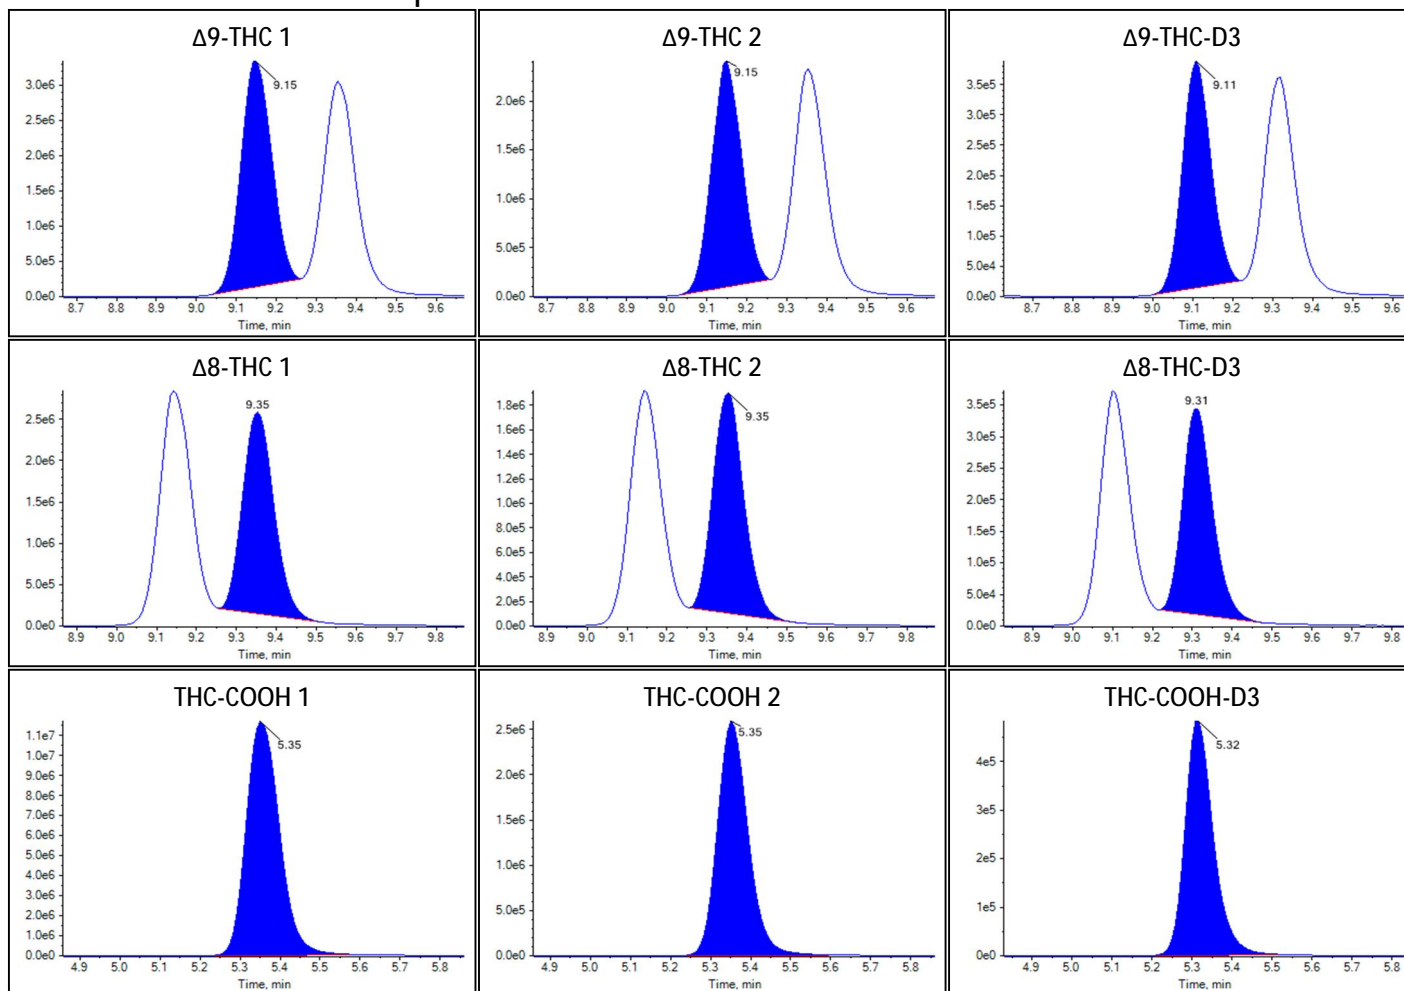 Δ9-THC 1
9.15
3.0e6
2.5e6
2.0e6
1.5e6
1.0e6
5.0e5
0.0e0
8.7 8.8 8.9 9.0 9.1 9.2 9.3 9.4 9.5 9.6
Time, min
Δ9-THC 2
9.15
2.0e6
1.5e6
1.0e6
5.0e5
0.0e0
8.7 8.8 8.9 9.0 9.1 9.2 9.3 9.4 9.5 9.6
Time, min
Δ9-THC-D3
9.11
3.5e5
3.0e5
2.5e5
2.0e5
1.5e5
1.0e5
5.0e4
0.0e0
8.7 8.8 8.9 9.0 9.1 9.2 9.3 9.4 9.5 9.6
Time, min
Δ8-THC 1
9.35
2.5e6
2.0e6
1.5e6
1.0e6
5.0e5
0.0e0
8.9 9.0 9.1 9.2 9.3 9.4 9.5 9.6 9.7 9.8
Time, min
Δ8-THC 2
9.35
1.8e6
1.6e6
1.4e6
1.2e6
1.0e6
8.0e5
6.0e5
4.0e5
2.0e5
0.0e0
8.9 9.0 9.1 9.2 9.3 9.4 9.5 9.6 9.7 9.8
Time, min
Δ8-THC-D3
9.31
3.5e5
3.0e5
2.5e5
2.0e5
1.5e5
1.0e5
5.0e4
0.0e0
8.9 9.0 9.1 9.2 9.3 9.4 9.5 9.6 9.7 9.8
Time, min
THC-COOH 1
5.35
1.1e7
1.0e7
9.0e6
8.0e6
7.0e6
6.0e6
5.0e6
4.0e6
3.0e6
2.0e6
1.0e6
0.0e0
4.9 5.0 5.1 5.2 5.3 5.4 5.5 5.6 5.7 5.8
Time, min
THC-COOH 2
5.35
2.5e6
2.0e6
1.5e6
1.0e6
5.0e5
0.0e0
4.9 5.0 5.1 5.2 5.3 5.4 5.5 5.6 5.7 5.8
Time, min
THC-COOH-D3
5.32
4e5
3e5
2e5
1e5
0e0
4.9 5.0 5.1 5.2 5.3 5.4 5.5 5.6 5.7 5.8
Time, min